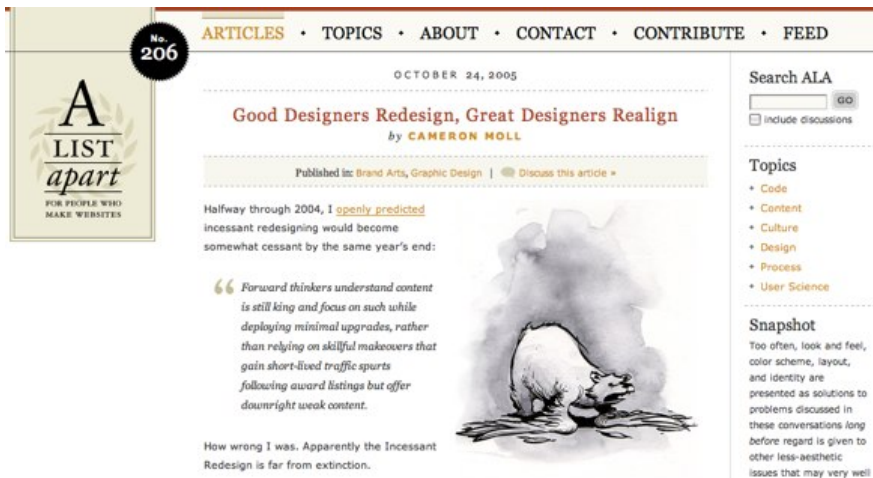 No.
206
A
LIST
apart
FOR PEOPLE WHO
MAKE WEBSITES
ARTICLES • TOPICS • ABOUT • CONTACT • CONTRIBUTE • FEED
OCTOBER 24, 2005
Good Designers Redesign, Great Designers Realign
by CAMERON MOLL
Published in: Brand Arts, Graphic Design | Discuss this article »
Halfway through 2004, I openly predicted
incessant redesigning would become
somewhat cessant by the same year's end:
“ Forward thinkers understand content
is still king and focus on such while
deploying minimal upgrades, rather
than relying on skillful makeovers that
gain short-lived traffic spurts
following award listings but offer
downright weak content.
How wrong I was. Apparently the Incessant
Redesign is far from extinction.
Search ALA
GO
include discussions
Topics
• Code
• Content
• Culture
• Design
• Process
• User Science
Snapshot
Too often, look and feel,
color scheme, layout,
and identity are
presented as solutions to
problems discussed in
these conversations long
before regard is given to
other less-aesthetic
issues that may very well